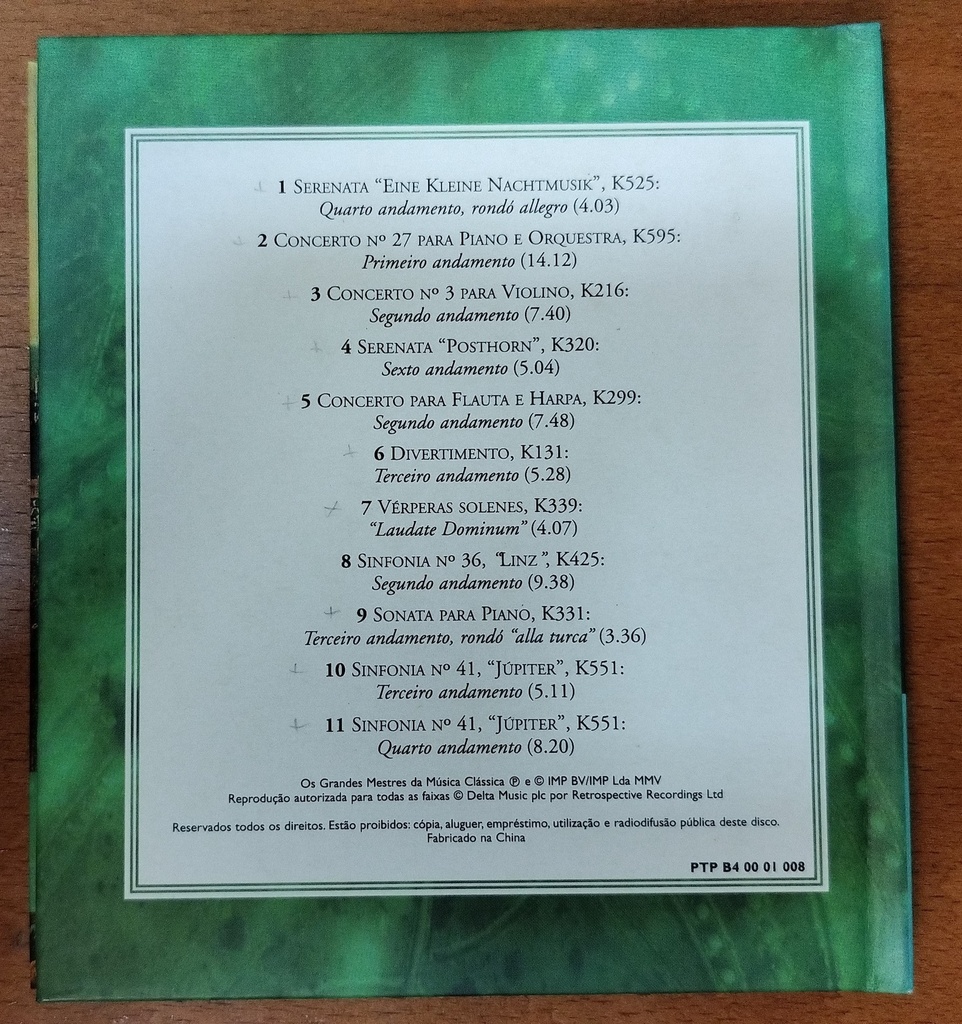 1 SERENATA “EINE KLEINE NACHTMUSIK”, K525:
Quarto andamento, rondó allegro (4.03)
2 CONCERTO Nº 27 PARA PIANO E ORQUESTRA, K595:
Primeiro andamento (14.12)
3 CONCERTO Nº 3 PARA VIOLINO, K216:
Segundo andamento (7.40)
4 SERENATA “POSTHORN”, K320:
Sexto andamento (5.04)
5 CONCERTO PARA FLAUTA E HARPA, K299:
Segundo andamento (7.48)
6 DIVERTIMENTO, K131:
Terceiro andamento (5.28)
7 VÉRPERAS SOLENES, K339:
“Laudate Dominum” (4.07)
8 SINFONIA Nº 36, “LINZ”, K425:
Segundo andamento (9.38)
9 SONATA PARA PIANO, K331:
Terceiro andamento, rondó “alla turca” (3.36)
10 SINFONIA Nº 41, “JÚPITER”, K551:
Terceiro andamento (5.11)
11 SINFONIA Nº 41, “JÚPITER”, K551:
Quarto andamento (8.20)
Os Grandes Mestres da Música Clássica ℗ e © IMP BV/IMP Lda MMV
Reprodução autorizada para todas as faixas © Delta Music plc por Retrospective Recordings Ltd
Reservados todos os direitos. Estão proibidos: cópia, aluguer, empréstimo, utilização e radiodifusão pública deste disco.
Fabricado na China
PTP B4 00 01 008